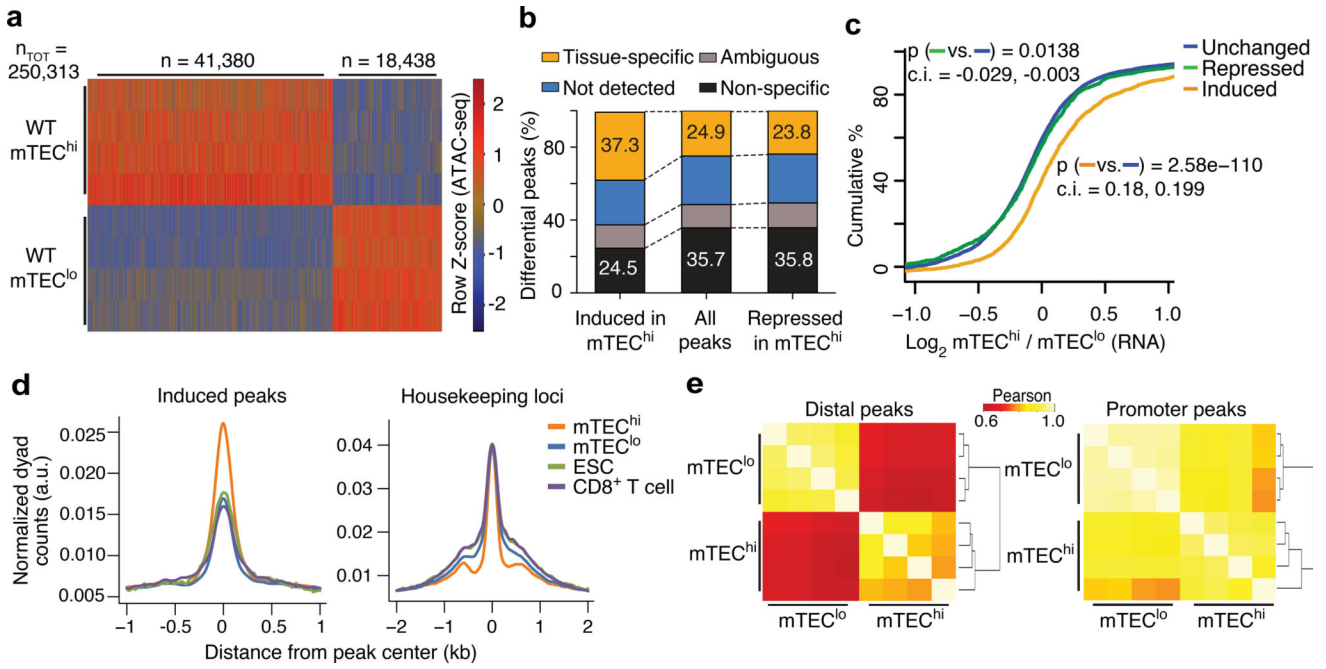 a
n_TOT =
250,313
n = 41,380
n = 18,438
WT
mTEC^hi
WT
mTEC^lo
Row Z-score (ATAC-seq)
2
1
0
-1
-2
b
Tissue-specific
Ambiguous
Not detected
Non-specific
Differential peaks (%)
80
40
0
37.3
24.9
23.8
24.5
35.7
35.8
Induced in
mTEC^hi
All
peaks
Repressed
in mTEC^hi
c
p ( vs. ) = 0.0138
c.i. = -0.029, -0.003
Unchanged
Repressed
Induced
p ( vs. ) = 2.58e−110
c.i. = 0.18, 0.199
Cumulative %
80
40
0
−1.0
−0.5
0
0.5
1.0
Log_2 mTEC^hi / mTEC^lo (RNA)
d
Induced peaks
Housekeeping loci
Normalized dyad
counts (a.u.)
0.025
0.020
0.015
0.010
0.005
−1
-0.5
0
0.5
1
0.04
0.03
0.02
0.01
−2
−1
0
1
2
mTEC^hi
mTEC^lo
ESC
CD8^+ T cell
Distance from peak center (kb)
e
Pearson
0.6
1.0
Distal peaks
Promoter peaks
mTEC^lo
mTEC^hi
mTEC^lo
mTEC^hi
mTEC^lo
mTEC^hi
mTEC^lo
mTEC^hi